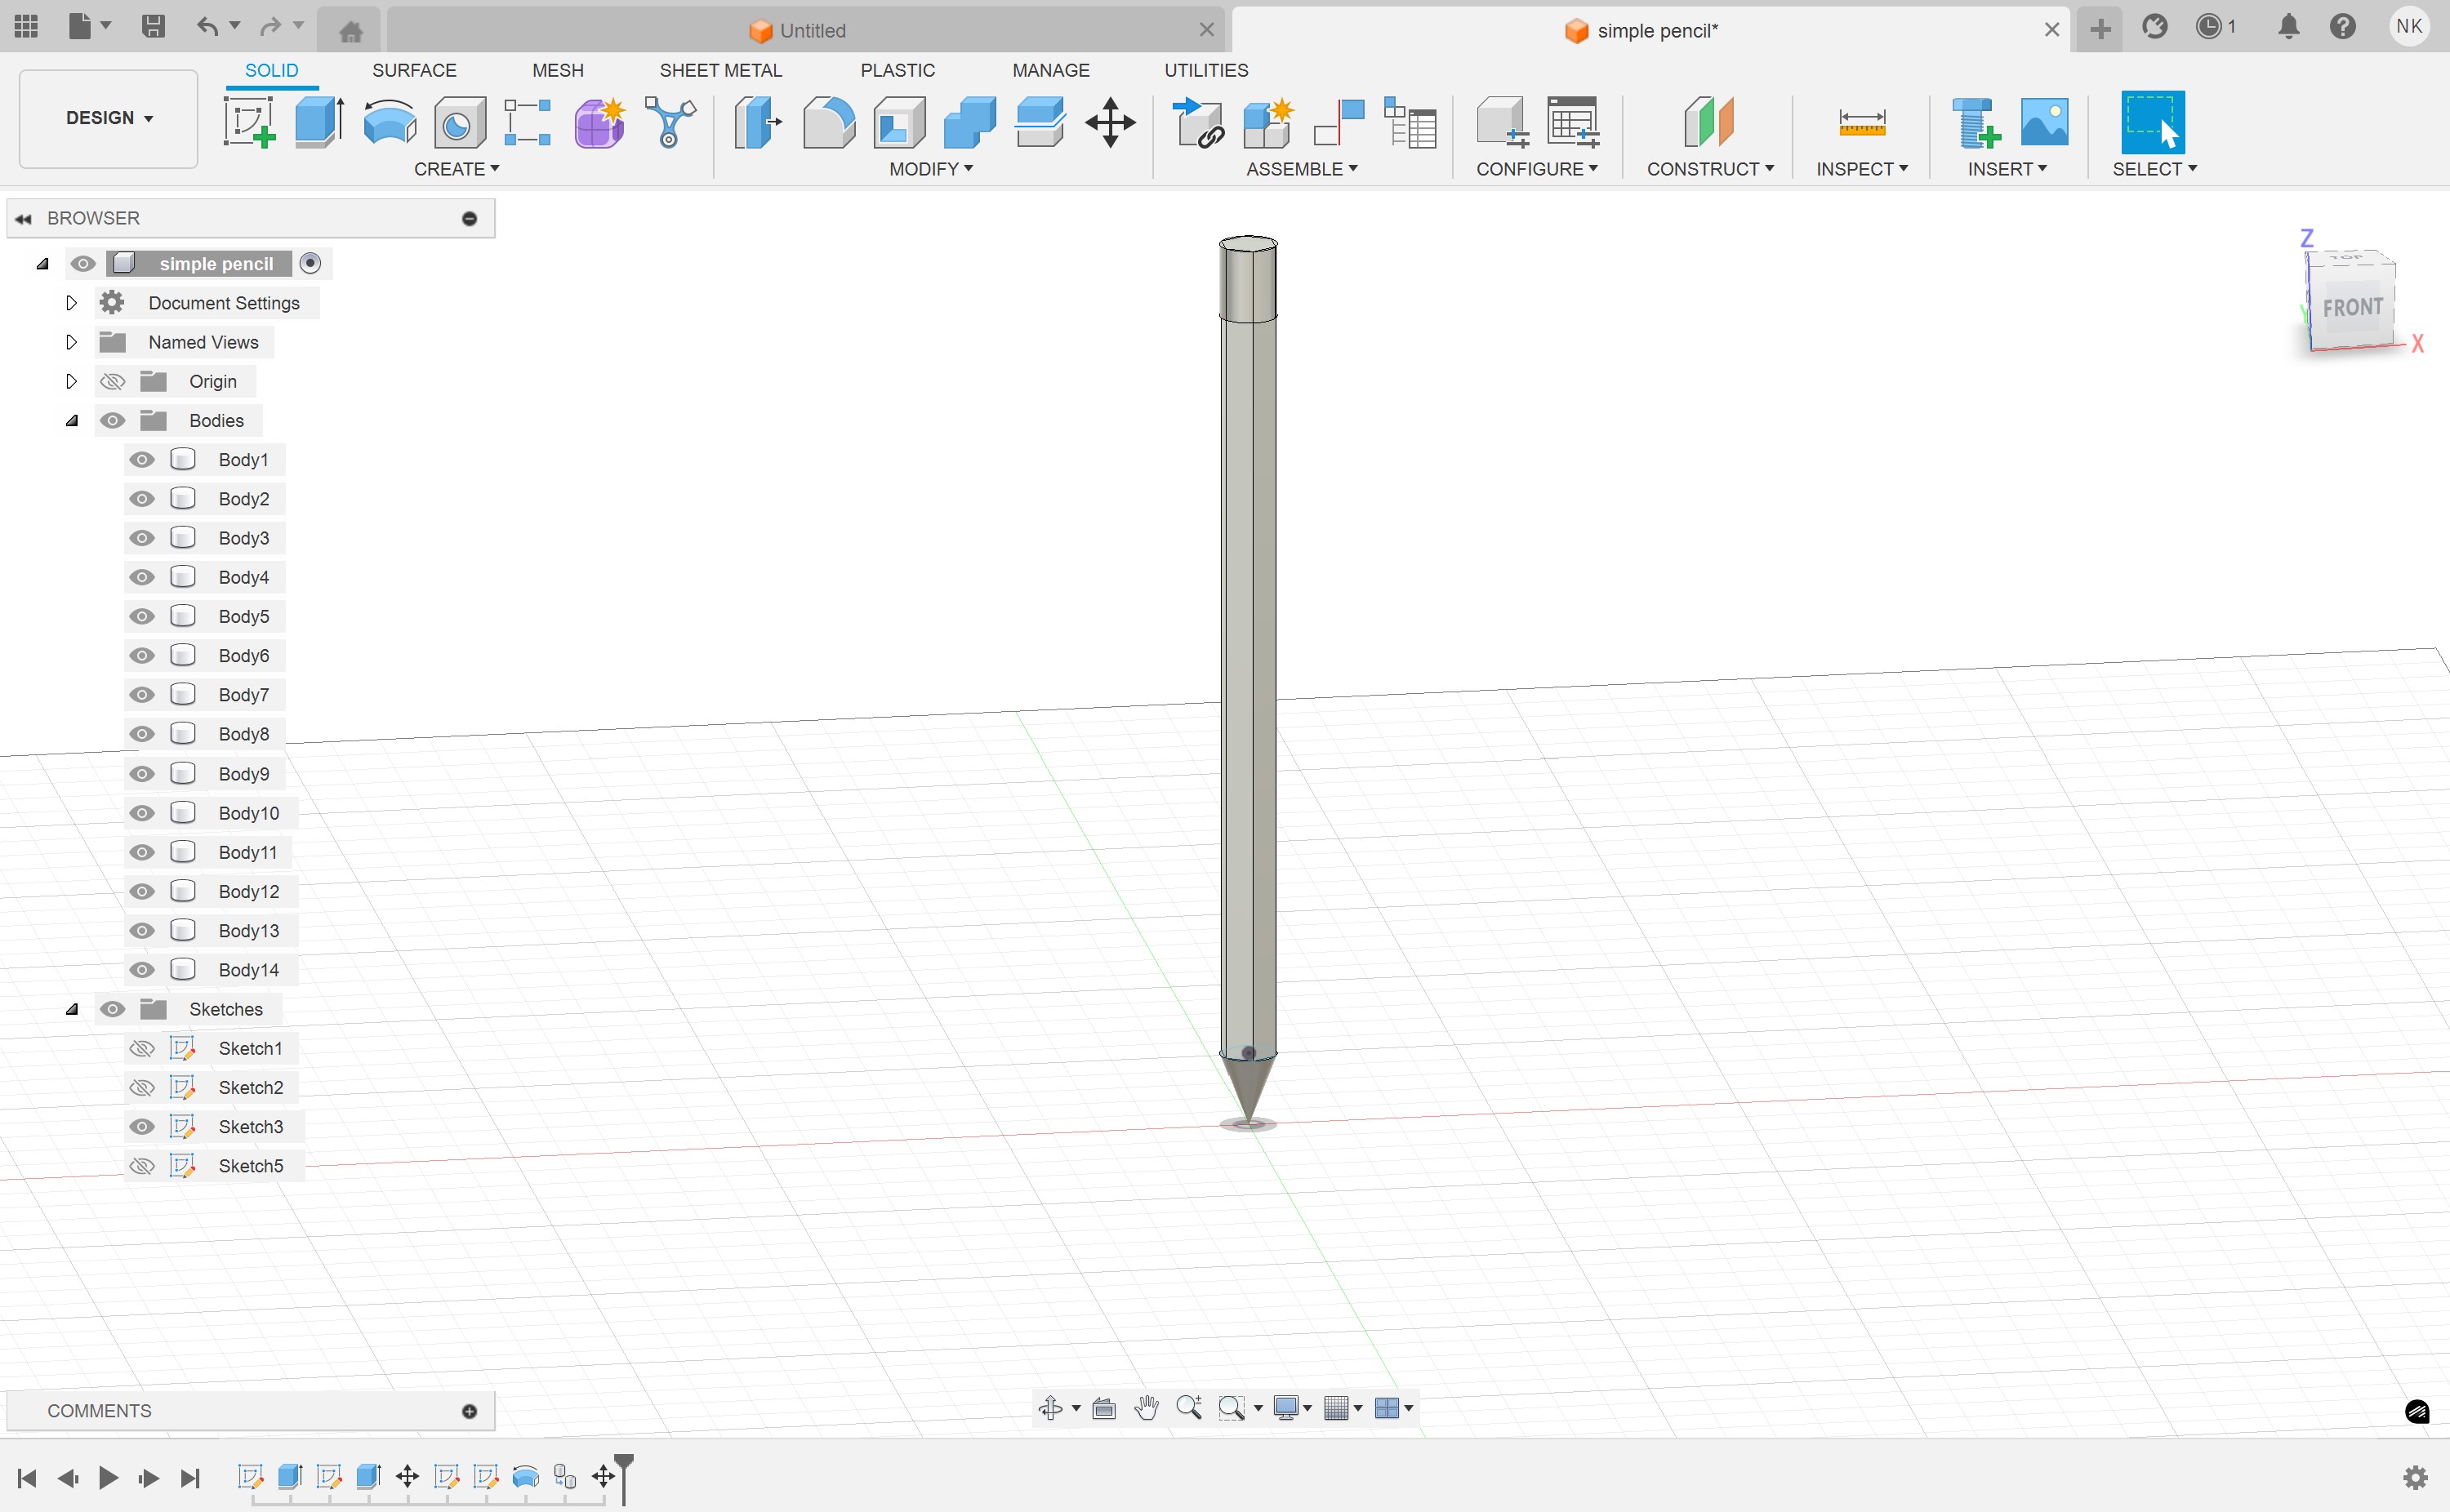 Untitled
simple pencil*
1
NK
SOLID SURFACE MESH SHEET METAL PLASTIC MANAGE UTILITIES
DESIGN
CREATE MODIFY ASSEMBLE CONFIGURE CONSTRUCT INSPECT INSERT SELECT
BROWSER
simple pencil
Document Settings
Named Views
Origin
Bodies
Body1
Body2
Body3
Body4
Body5
Body6
Body7
Body8
Body9
Body10
Body11
Body12
Body13
Body14
Sketches
Sketch1
Sketch2
Sketch3
Sketch5
Z
TOP
FRONT
Y
X
COMMENTS